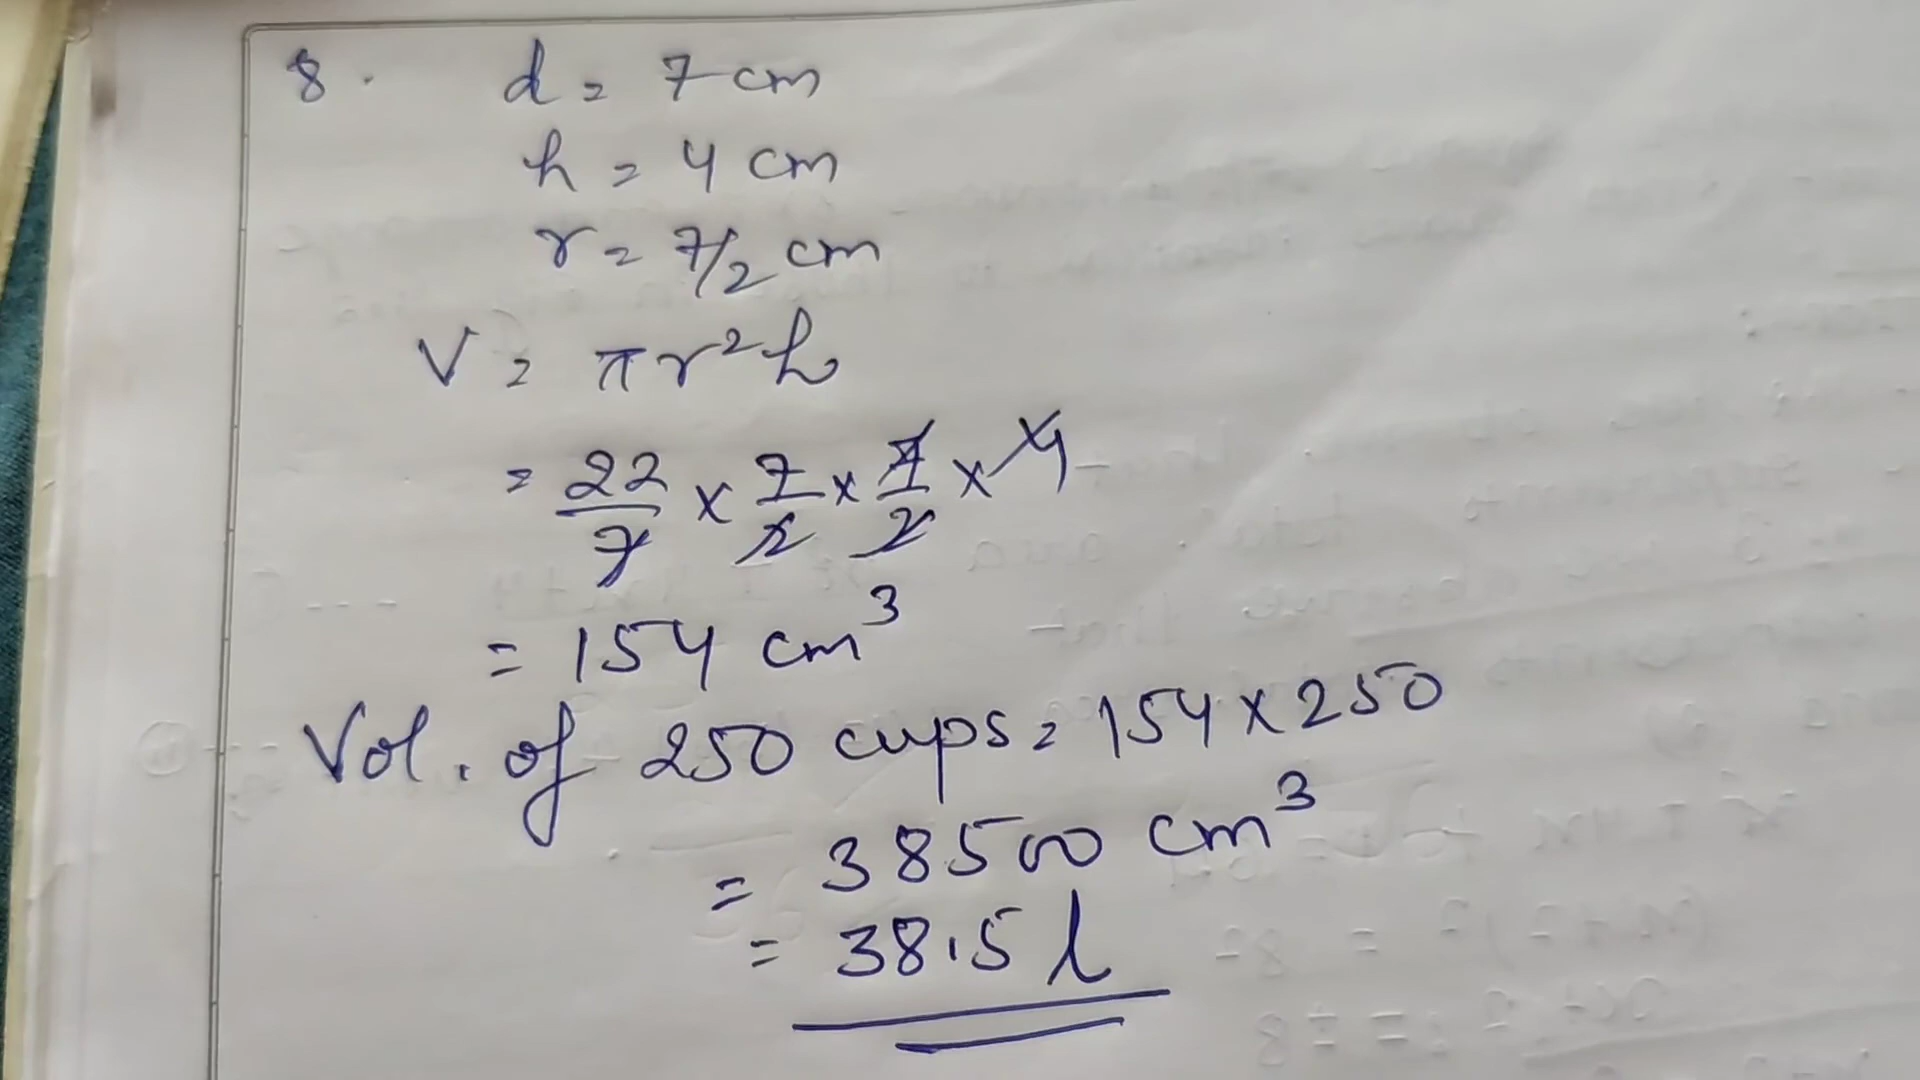 8. d = 7 cm
h = 4 cm
r = 7/2 cm
V = πr²h
= 22/7 × 7/2 × 7/2 × 4
= 154 cm³
Vol. of 250 cups = 154 × 250
= 38500 cm³
= 38.5 l